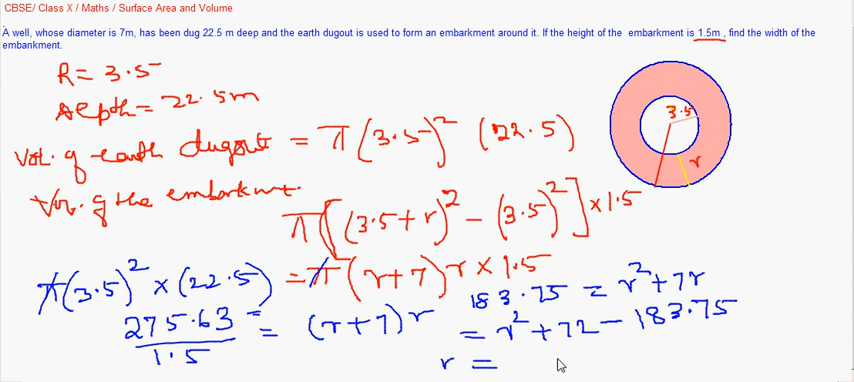 CBSE/ Class X / Maths / Surface Area and Volume
A well, whose diameter is 7m, has been dug 22.5 m deep and the earth dugout is used to form an embarkment around it. If the height of the embarkment is 1.5m , find the width of the
embankment.
R = 3.5
Depth = 22.5m
3.5
r
Vol. of earth dugout = π(3.5)² (22.5)
Vol. of the embarkment.
π[(3.5+r)² - (3.5)²] × 1.5
π(3.5)² × (22.5) = π(r+7)r × 1.5
275.63/1.5 = (r+7)r
183.75 = r²+7r
= r²+72-183.75
r =